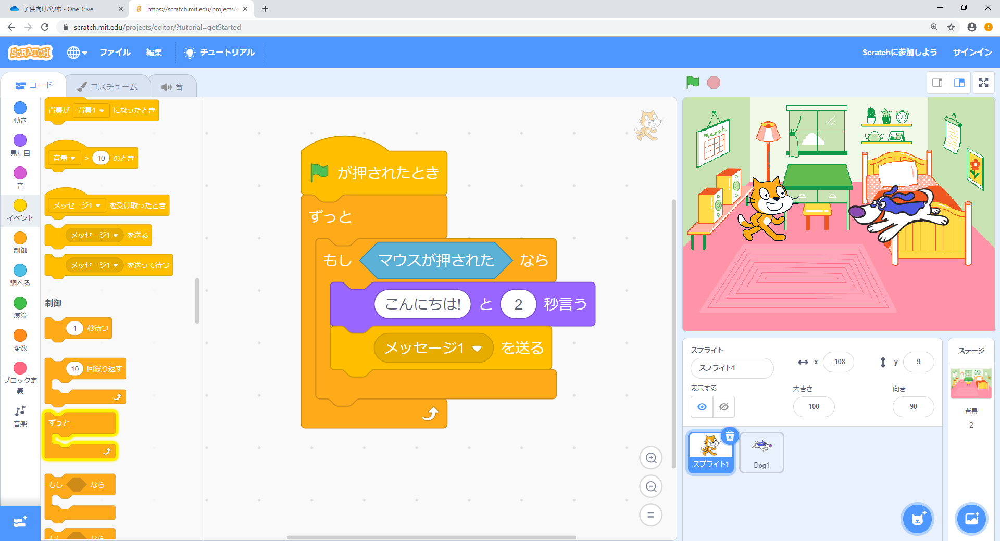 子供向けパワポ - OneDrive
https://scratch.mit.edu/projects/e
scratch.mit.edu/projects/editor/?tutorial=getStarted
SCRATCH
ファイル
編集
チュートリアル
Scratchに参加しよう
サインイン
コード
コスチューム
音
動き
見た目
音
イベント
制御
調べる
演算
変数
ブロック定
義
音楽
背景が 背景1 になったとき
音量 > 10 のとき
メッセージ1 を受け取ったとき
メッセージ1 を送る
メッセージ1 を送って待つ
制御
1 秒待つ
10 回繰り返す
ずっと
もし なら
もし なら
が押されたとき
ずっと
もし マウスが押された なら
こんにちは! と 2 秒言う
メッセージ1 を送る
March
スプライト
スプライト1
x -108
y 9
表示する
大きさ
100
向き
90
スプライト1
Dog1
ステージ
背景
2